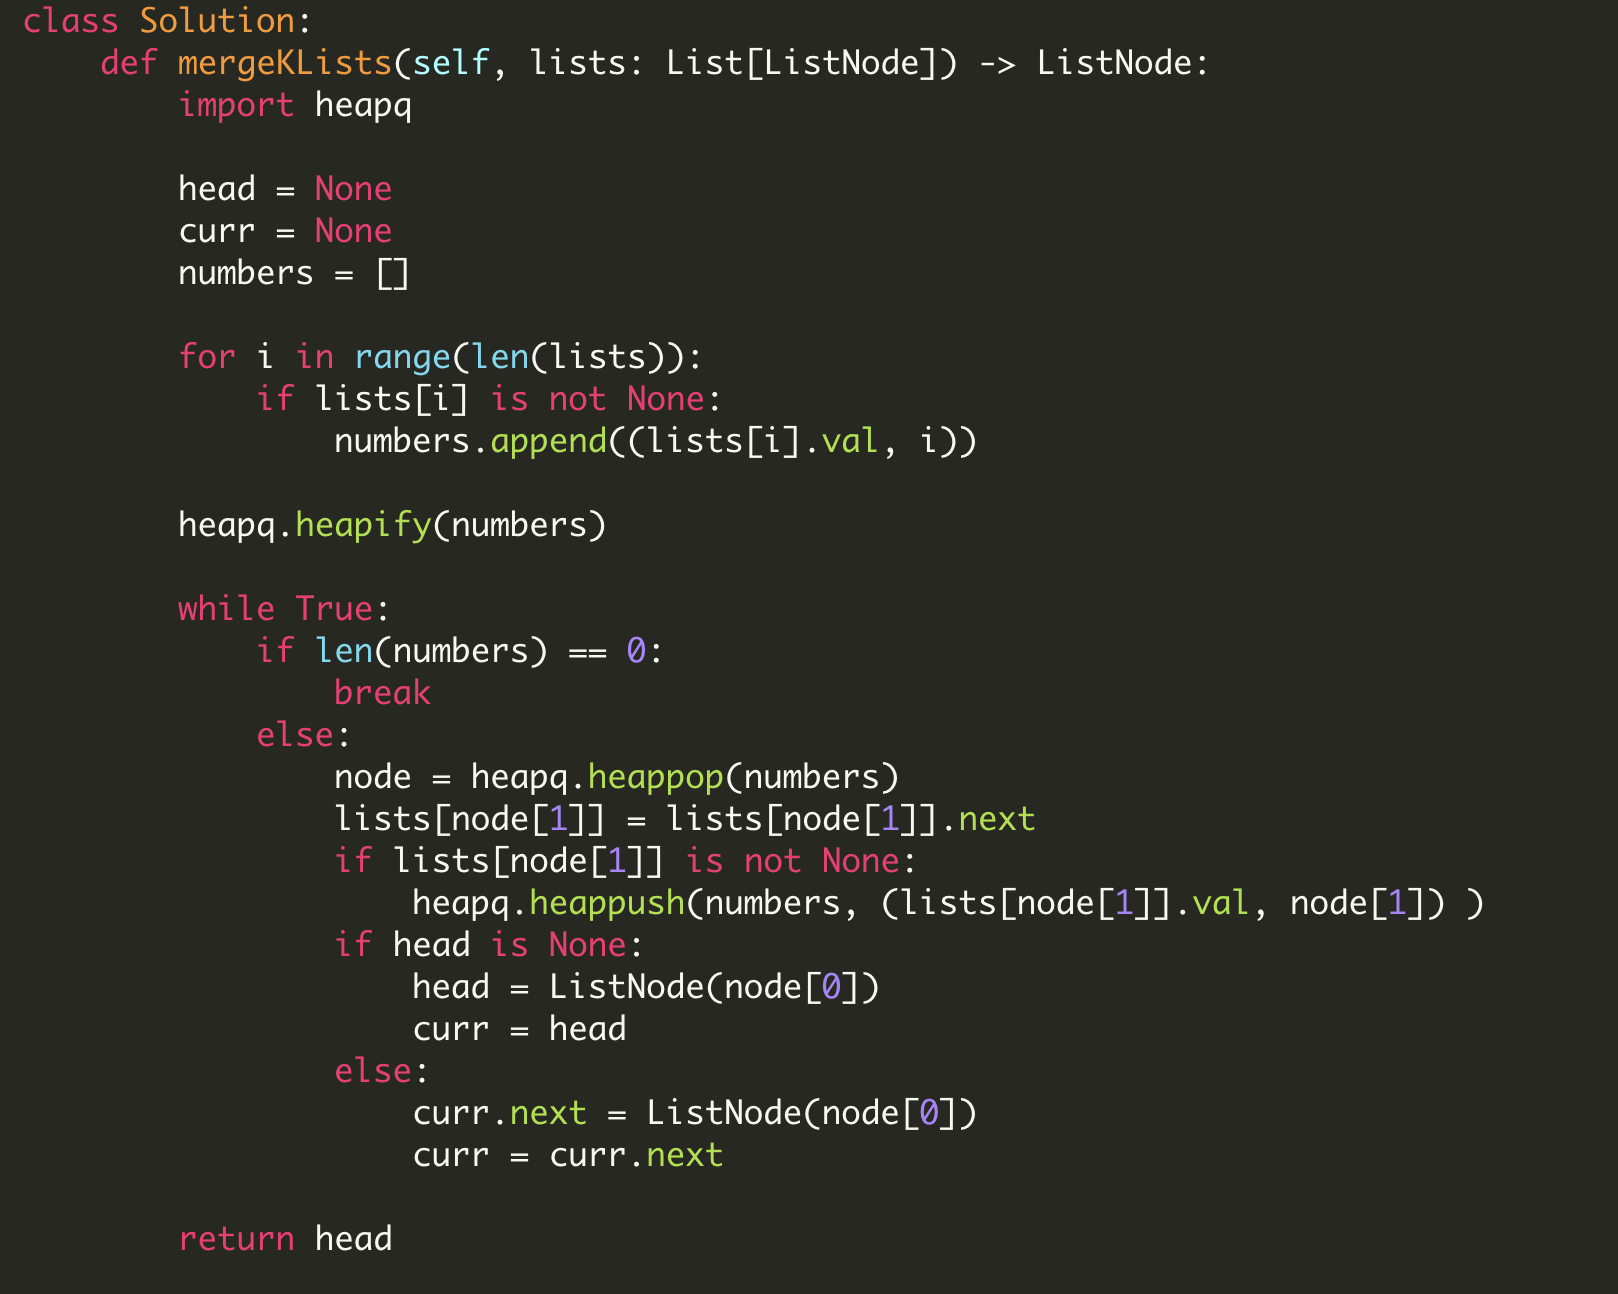 class Solution:
    def mergeKLists(self, lists: List[ListNode]) -> ListNode:
        import heapq

        head = None
        curr = None
        numbers = []

        for i in range(len(lists)):
            if lists[i] is not None:
                numbers.append((lists[i].val, i))

        heapq.heapify(numbers)

        while True:
            if len(numbers) == 0:
                break
            else:
                node = heapq.heappop(numbers)
                lists[node[1]] = lists[node[1]].next
                if lists[node[1]] is not None:
                    heapq.heappush(numbers, (lists[node[1]].val, node[1]) )
                if head is None:
                    head = ListNode(node[0])
                    curr = head
                else:
                    curr.next = ListNode(node[0])
                    curr = curr.next

        return head